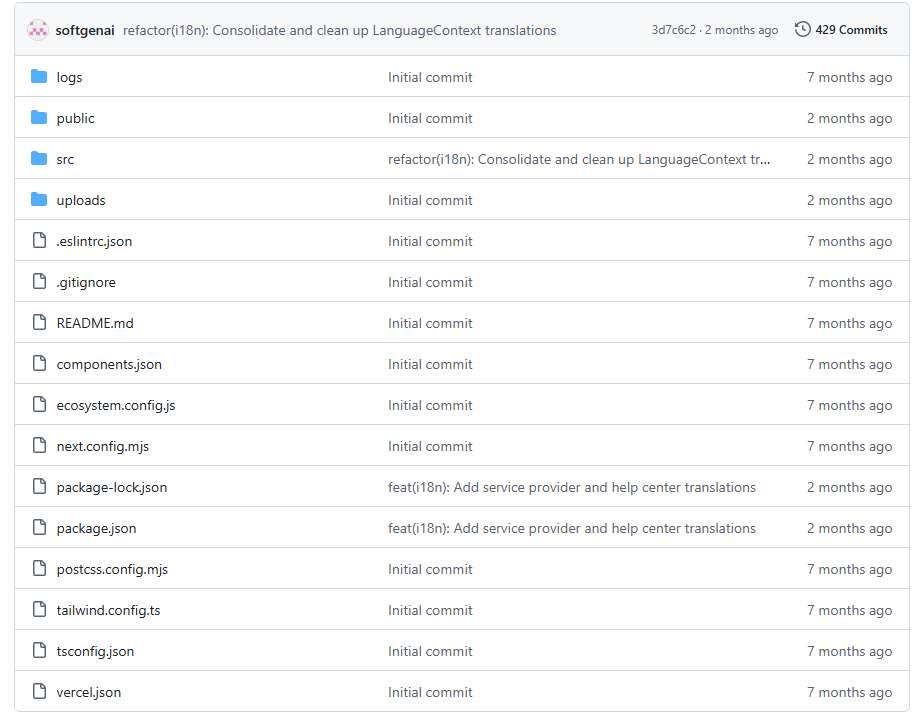 softgenai refactor(i18n): Consolidate and clean up LanguageContext translations 3d7c6c2 · 2 months ago 429 Commits
logs Initial commit 7 months ago
public Initial commit 2 months ago
src refactor(i18n): Consolidate and clean up LanguageContext tr... 2 months ago
uploads Initial commit 2 months ago
.eslintrc.json Initial commit 7 months ago
.gitignore Initial commit 7 months ago
README.md Initial commit 7 months ago
components.json Initial commit 7 months ago
ecosystem.config.js Initial commit 7 months ago
next.config.mjs Initial commit 7 months ago
package-lock.json feat(i18n): Add service provider and help center translations 2 months ago
package.json feat(i18n): Add service provider and help center translations 2 months ago
postcss.config.mjs Initial commit 7 months ago
tailwind.config.ts Initial commit 7 months ago
tsconfig.json Initial commit 7 months ago
vercel.json Initial commit 7 months ago